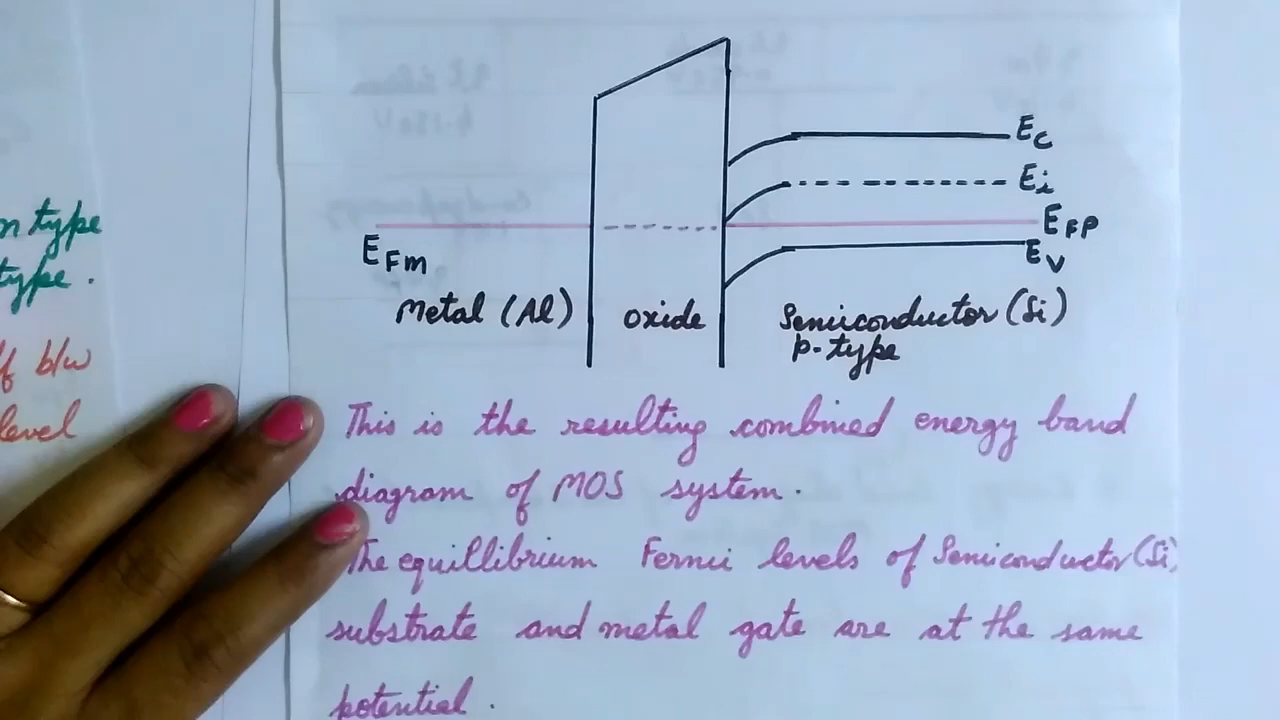 n type
type.
f b/w
level
Ec
Ei
EFP
EFm
Ev
Metal (Al) oxide Semiconductor (Si)
p-type
This is the resulting combined energy band
diagram of MOS system.
The equillibrium Fermi levels of Semiconductor (Si)
substrate and metal gate are at the same
potential.